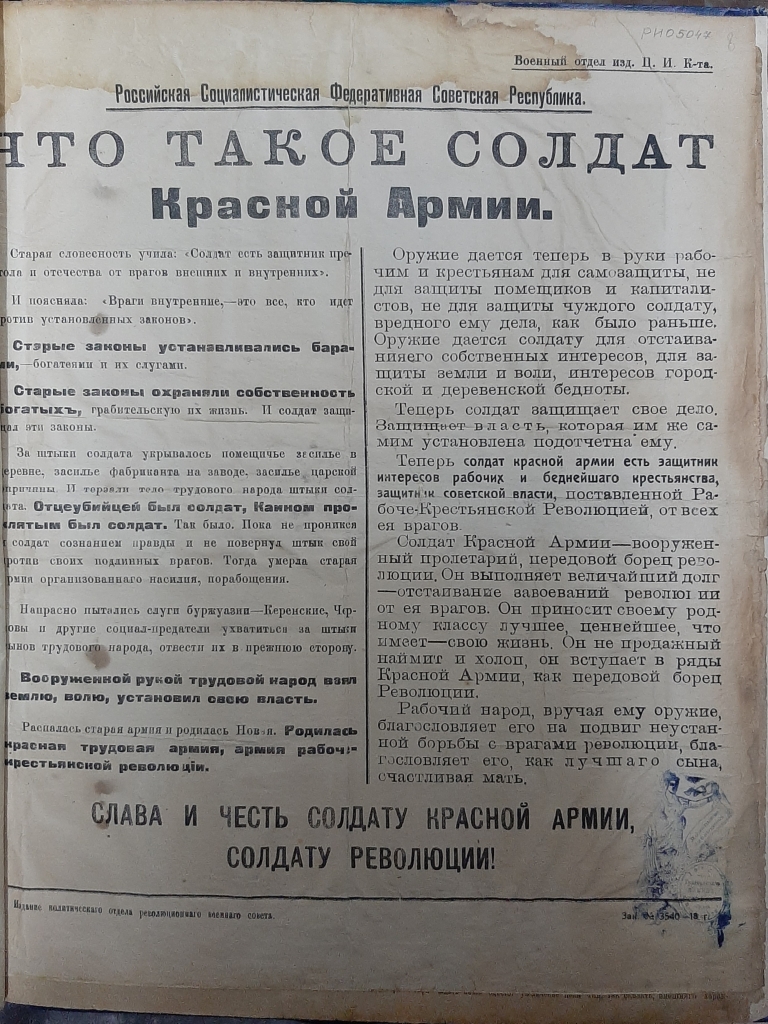 РИО5047
Военный отдел изд. Ц. И. К-та.
Российская Социалистическая Федеративная Советская Республика.
ЧТО ТАКОЕ СОЛДАТ
Красной Армии.
Старая словесность учила: «Солдат есть защитник пре-
ола и отечества от врагов внешних и внутренних».
И поясняла: «Враги внутренние,—это все, кто идет
ротив установленных законов».
Старые законы устанавливались бара-
ми,—богатеями и их слугами.
Старые законы охраняли собственность
богатыхъ, грабительскую их жизнь. И солдат защи-
щал эти законы.
За штыки солдата укрывалось помещичье засилье в
деревне, засилье фабриканта на заводе, засилье царской
опричины. И терзали тело трудового народа штыки сол-
дата. Отцеубийцей был солдат, Каином про-
клятым был солдат. Так было. Пока не проникся
солдат сознанием правды и не повернул штык свой
против своих подлинных врагов. Тогда умерла старая
армия организованнаго насилия, порабощения.
Напрасно пытались слуги буржуазии—Керенские, Чер-
новы и другие социал-предатели ухватиться за штыки
сынов трудового народа, отвести их в прежнюю сторону.
Вооруженной рукой трудовой народ взял
землю, волю, установил свою власть.
Распалась старая армия и родилась Новая. Родилась
красная трудовая армия, армия рабоче-
крестьянской революціи.
Оружие дается теперь в руки рабо-
чим и крестьянам для самозащиты, не
для защиты помещиков и капитали-
стов, не для защиты чуждого солдату,
вредного ему дела, как было раньше.
Оружие дается солдату для отстаива-
нияего собственных интересов, для за-
щиты земли и воли, интересов город-
ской и деревенской бедноты.
Теперь солдат защищает свое дело.
Защищает власть, которая им же са-
мим установлена подотчетна ему.
Теперь солдат красной армии есть защитник
интересов рабочих и беднейшаго крестьянства,
защитник советской власти, поставленной Ра-
боче-Крестьянской Революцией, от всех
ея врагов.
Солдат Красной Армии—вооружен-
ный пролетарий, передовой борец рево-
люции. Он выполняет величайший долг
—отстаивание завоеваний революции
от ея врагов. Он приносит своему род-
ному классу лучшее, ценнейшее, что
имеет—свою жизнь. Он не продажный
наймит и холоп, он вступает в ряды
Красной Армии, как передовой борец
Революции.
Рабочий народ, вручая ему оружие,
благословляет его на подвиг неустан-
ной борьбы с врагами революции, бла-
гословляет его, как лучшаго сына,
счастливая мать.
СЛАВА И ЧЕСТЬ СОЛДАТУ КРАСНОЙ АРМИИ,
СОЛДАТУ РЕВОЛЮЦИИ!
Издание политическаго отдела революционнаго военнаго совета.
Зак. № 3540—18 г.